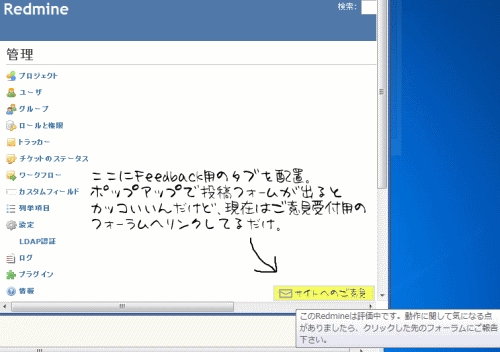 Redmine
検索:
管理
プロジェクト
ユーザ
グループ
ロールと権限
トラッカー
チケットのステータス
ワークフロー
カスタムフィールド
列挙項目
設定
LDAP認証
ログ
プラグイン
情報
ここにFeedback用のタブを配置。
ポップアップで投稿フォームが出ると
カッコいいんだけど、現在はご意見受付用の
フォーラムへリンクしてるだけ。
サイトへのご意見
このRedmineは評価中です。動作に関して気になる点
がありましたら、クリックした先のフォーラムにご報告
下さい。